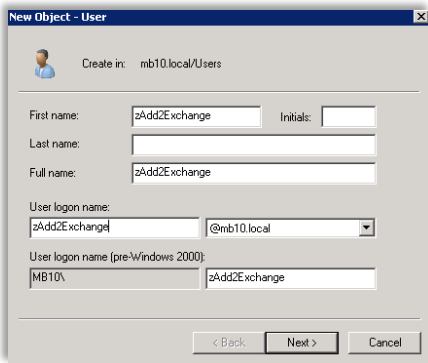 New Object - User
Create in: mb10.local/Users
First name: zAdd2Exchange Initials:
Last name:
Full name: zAdd2Exchange
User logon name:
zAdd2Exchange @mb10.local
User logon name (pre-Windows 2000):
MB10\ zAdd2Exchange
< Back Next > Cancel